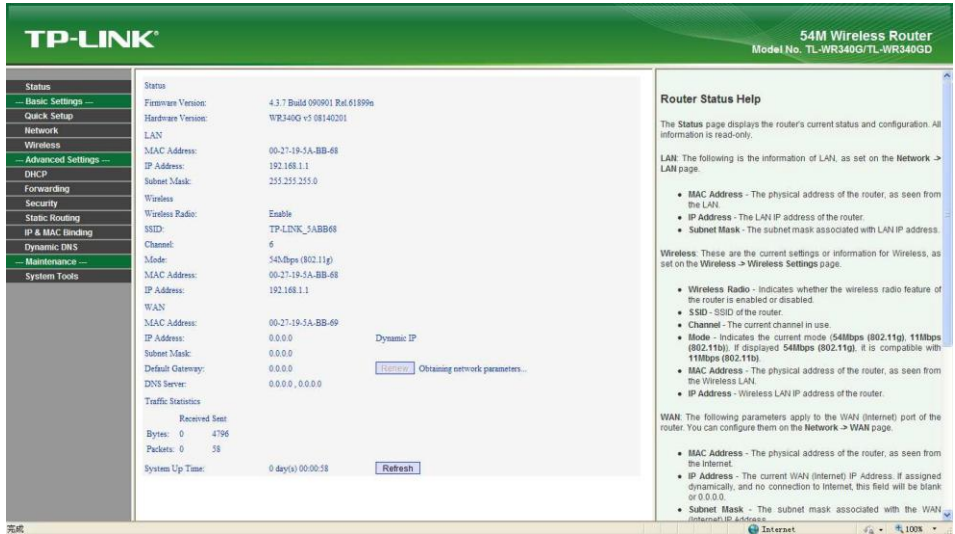 TP-LINK®
54M Wireless Router
Model No. TL-WR340G/TL-WR340GD
Status
--- Basic Settings ---
Quick Setup
Network
Wireless
--- Advanced Settings ---
DHCP
Forwarding
Security
Static Routing
IP & MAC Binding
Dynamic DNS
--- Maintenance ---
System Tools
Status
Firmware Version: 4.3.7 Build 090901 Rel.61899n
Hardware Version: WR340G v5 08140201
LAN
MAC Address: 00-27-19-5A-BB-68
IP Address: 192.168.1.1
Subnet Mask: 255.255.255.0
Wireless
Wireless Radio: Enable
SSID: TP-LINK_5ABB68
Channel: 6
Mode: 54Mbps (802.11g)
MAC Address: 00-27-19-5A-BB-68
IP Address: 192.168.1.1
WAN
MAC Address: 00-27-19-5A-BB-69
IP Address: 0.0.0.0 Dynamic IP
Subnet Mask: 0.0.0.0
Default Gateway: 0.0.0.0 Renew Obtaining network parameters...
DNS Server: 0.0.0.0 , 0.0.0.0
Traffic Statistics
Received Sent
Bytes: 0 4796
Packets: 0 58
System Up Time: 0 day(s) 00:00:58 Refresh
Router Status Help
The Status page displays the router's current status and configuration. All
information is read-only.
LAN: The following is the information of LAN, as set on the Network ->
LAN page.
• MAC Address - The physical address of the router, as seen from
the LAN.
• IP Address - The LAN IP address of the router.
• Subnet Mask - The subnet mask associated with LAN IP address.
Wireless: These are the current settings or information for Wireless, as
set on the Wireless -> Wireless Settings page.
• Wireless Radio - Indicates whether the wireless radio feature of
the router is enabled or disabled.
• SSID - SSID of the router.
• Channel - The current channel in use.
• Mode - Indicates the current mode (54Mbps (802.11g), 11Mbps
(802.11b)). If displayed 54Mbps (802.11g), it is compatible with
11Mbps (802.11b).
• MAC Address - The physical address of the router, as seen from
the Wireless LAN.
• IP Address - Wireless LAN IP address of the router.
WAN: The following parameters apply to the WAN (Internet) port of the
router. You can configure them on the Network -> WAN page.
• MAC Address - The physical address of the router, as seen from
the Internet.
• IP Address - The current WAN (Internet) IP Address. If assigned
dynamically, and no connection to Internet, this field will be blank
or 0.0.0.0.
• Subnet Mask - The subnet mask associated with the WAN
(Internet) IP Address.
完成
Internet
100%